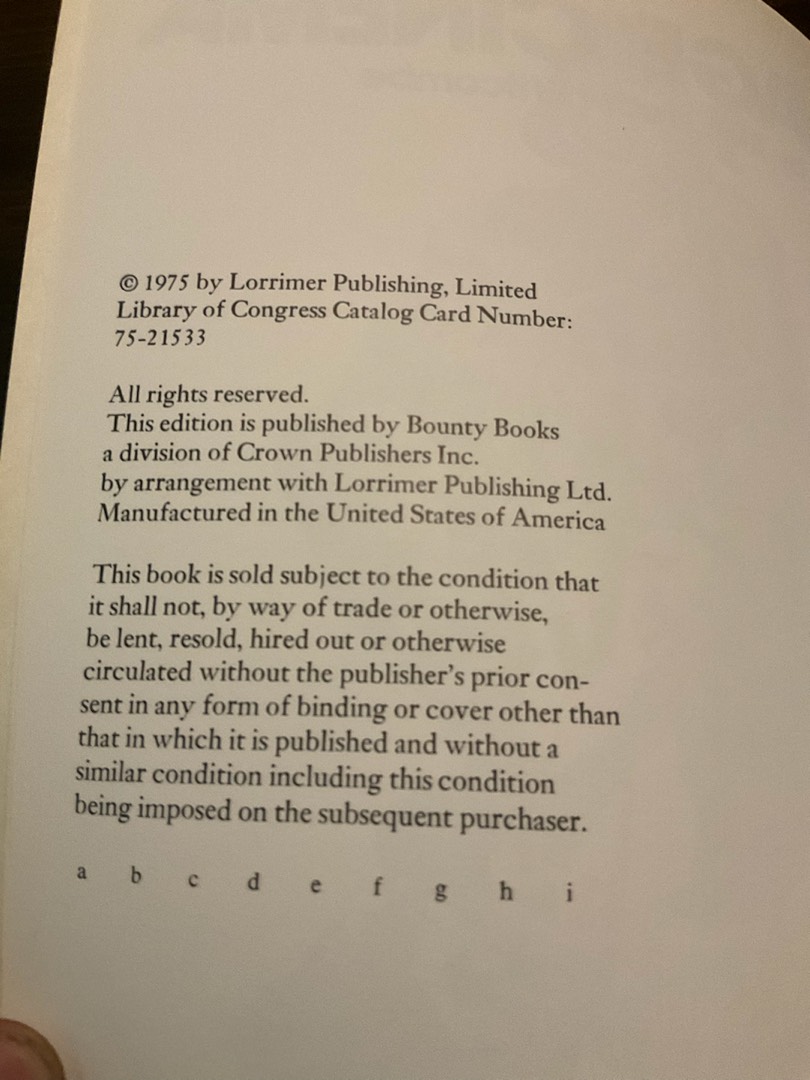 © 1975 by Lorrimer Publishing, Limited
Library of Congress Catalog Card Number:
75-21533
All rights reserved.
This edition is published by Bounty Books
a division of Crown Publishers Inc.
by arrangement with Lorrimer Publishing Ltd.
Manufactured in the United States of America
This book is sold subject to the condition that
it shall not, by way of trade or otherwise,
be lent, resold, hired out or otherwise
circulated without the publisher's prior con-
sent in any form of binding or cover other than
that in which it is published and without a
similar condition including this condition
being imposed on the subsequent purchaser.
a b c d e f g h i